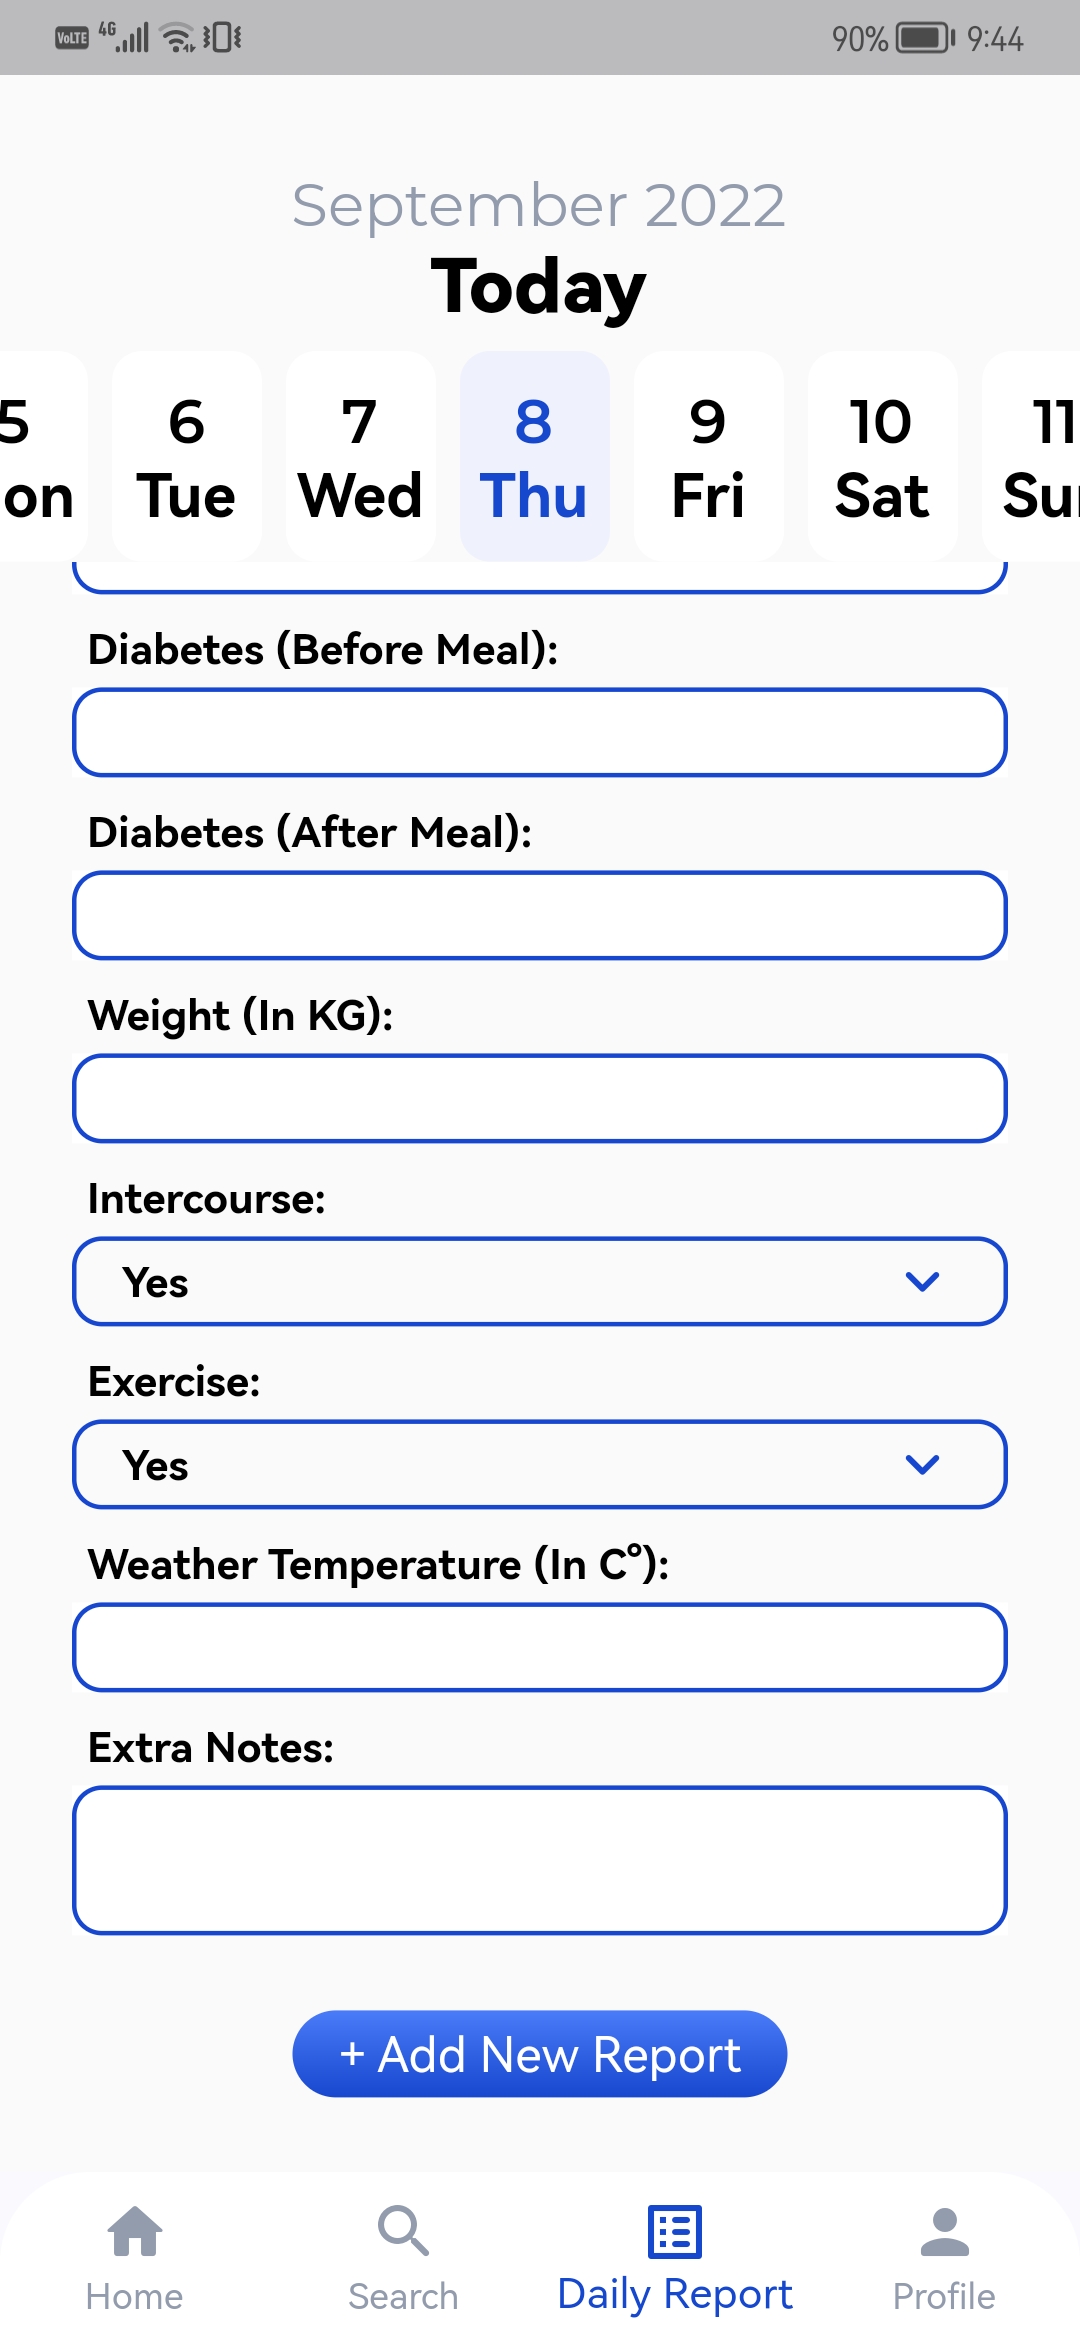 VoLTE 4G 90% 9:44
September 2022
Today
5 6 7 8 9 10 11
on Tue Wed Thu Fri Sat Sun
Diabetes (Before Meal):
Diabetes (After Meal):
Weight (In KG):
Intercourse:
Yes
Exercise:
Yes
Weather Temperature (In C°):
Extra Notes:
+ Add New Report
Home Search Daily Report Profile